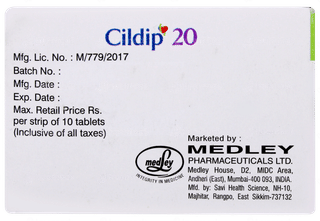 Cildip 20
Mfg. Lic. No. : M/779/2017
Batch No. :
Mfg. Date :
Exp. Date :
Max. Retail Price Rs.
per strip of 10 tablets
(Inclusive of all taxes)
medley
INTEGRITY IN MEDICINE
Marketed by :
MEDLEY
PHARMACEUTICALS LTD.
Medley House, D2, MIDC Area,
Andheri (East), Mumbai-400 093, INDIA.
Mfg. by: Savi Health Science, NH-10,
Majhitar, Rangpo, East Sikkim-737132